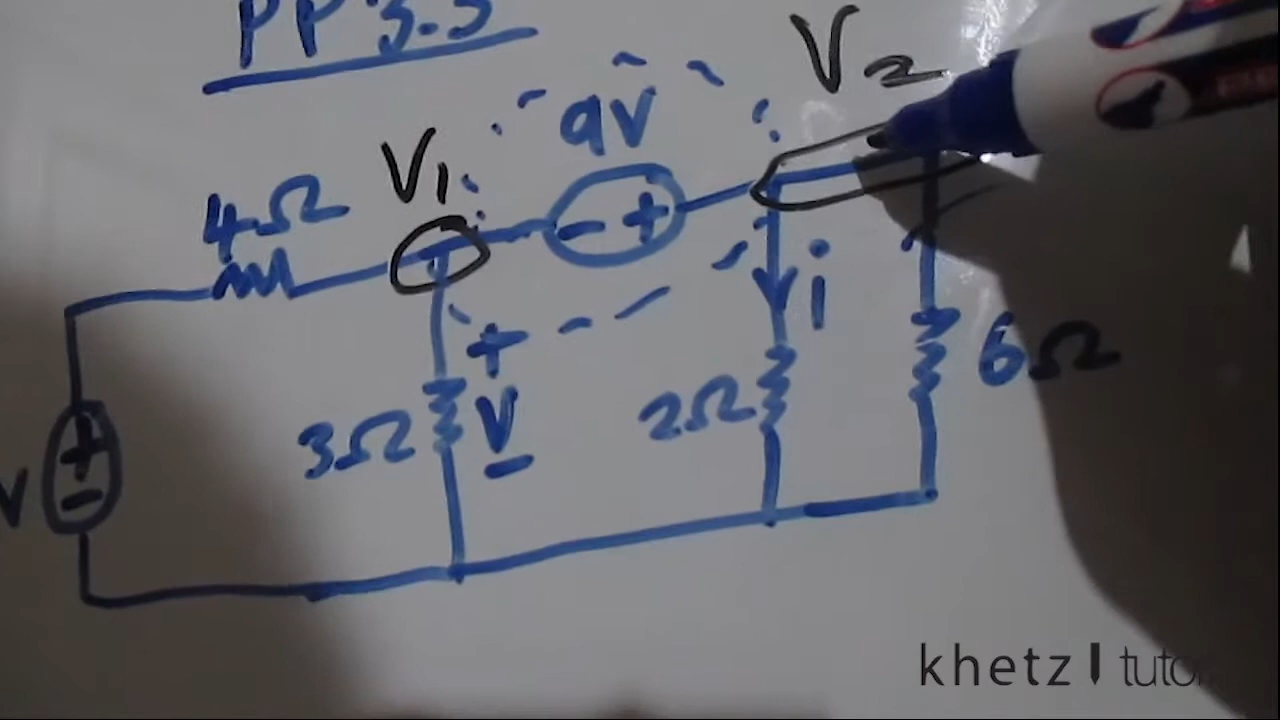 PP 3.3
V2
9V
V1
4Ω
- +
i
+
6Ω
+
3Ω
V
2Ω
-
V
-
khetz tutor